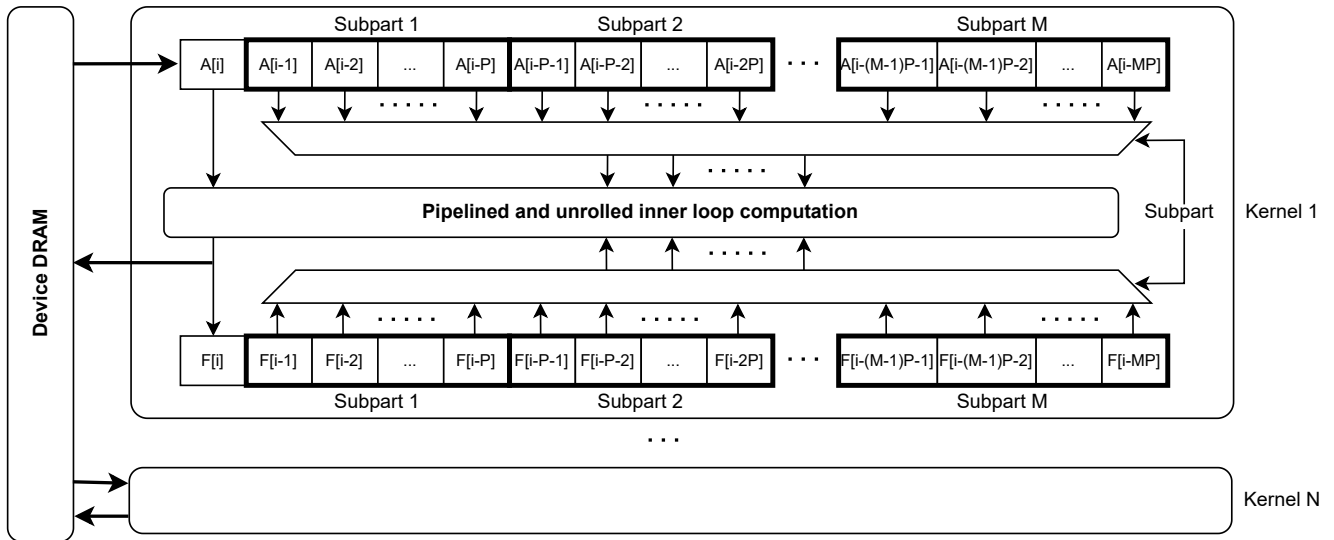 Subpart 1 Subpart 2 Subpart M
A[i] A[i-1] A[i-2] ... A[i-P] A[i-P-1] A[i-P-2] ... A[i-2P] . . . A[i-(M-1)P-1] A[i-(M-1)P-2] ... A[i-MP]
. . . . . . . . . . . . . . .
. . . . .
Device DRAM
Pipelined and unrolled inner loop computation
Subpart
Kernel 1
. . . . .
. . . . . . . . . . . . . . .
F[i] F[i-1] F[i-2] ... F[i-P] F[i-P-1] F[i-P-2] ... F[i-2P] . . . F[i-(M-1)P-1] F[i-(M-1)P-2] ... F[i-MP]
Subpart 1 Subpart 2 Subpart M
. . .
Kernel N